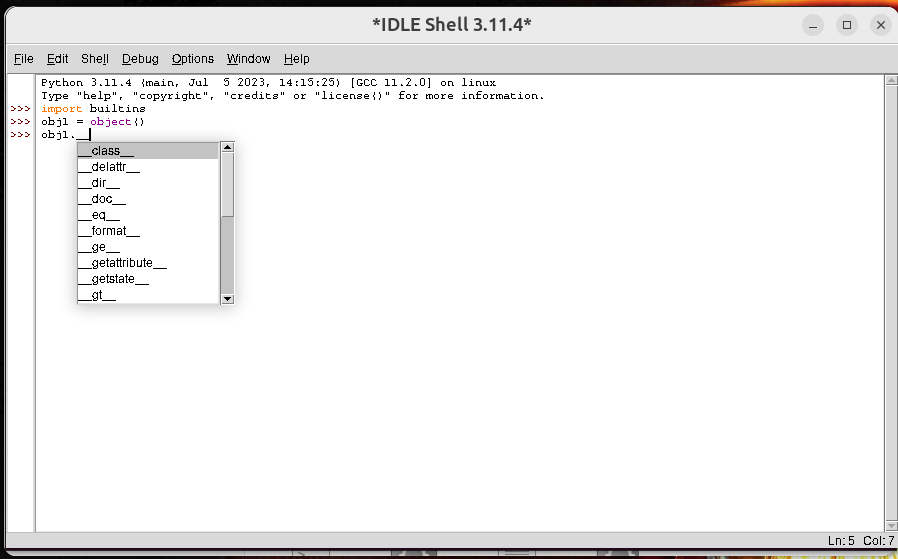 *IDLE Shell 3.11.4*
File Edit Shell Debug Options Window Help
Python 3.11.4 (main, Jul  5 2023, 14:15:25) [GCC 11.2.0] on linux
Type "help", "copyright", "credits" or "license()" for more information.
>>> import builtins
>>> obj1 = object()
>>> obj1.__
__class__
__delattr__
__dir__
__doc__
__eq__
__format__
__ge__
__getattribute__
__getstate__
__gt__
Ln: 5 Col: 7